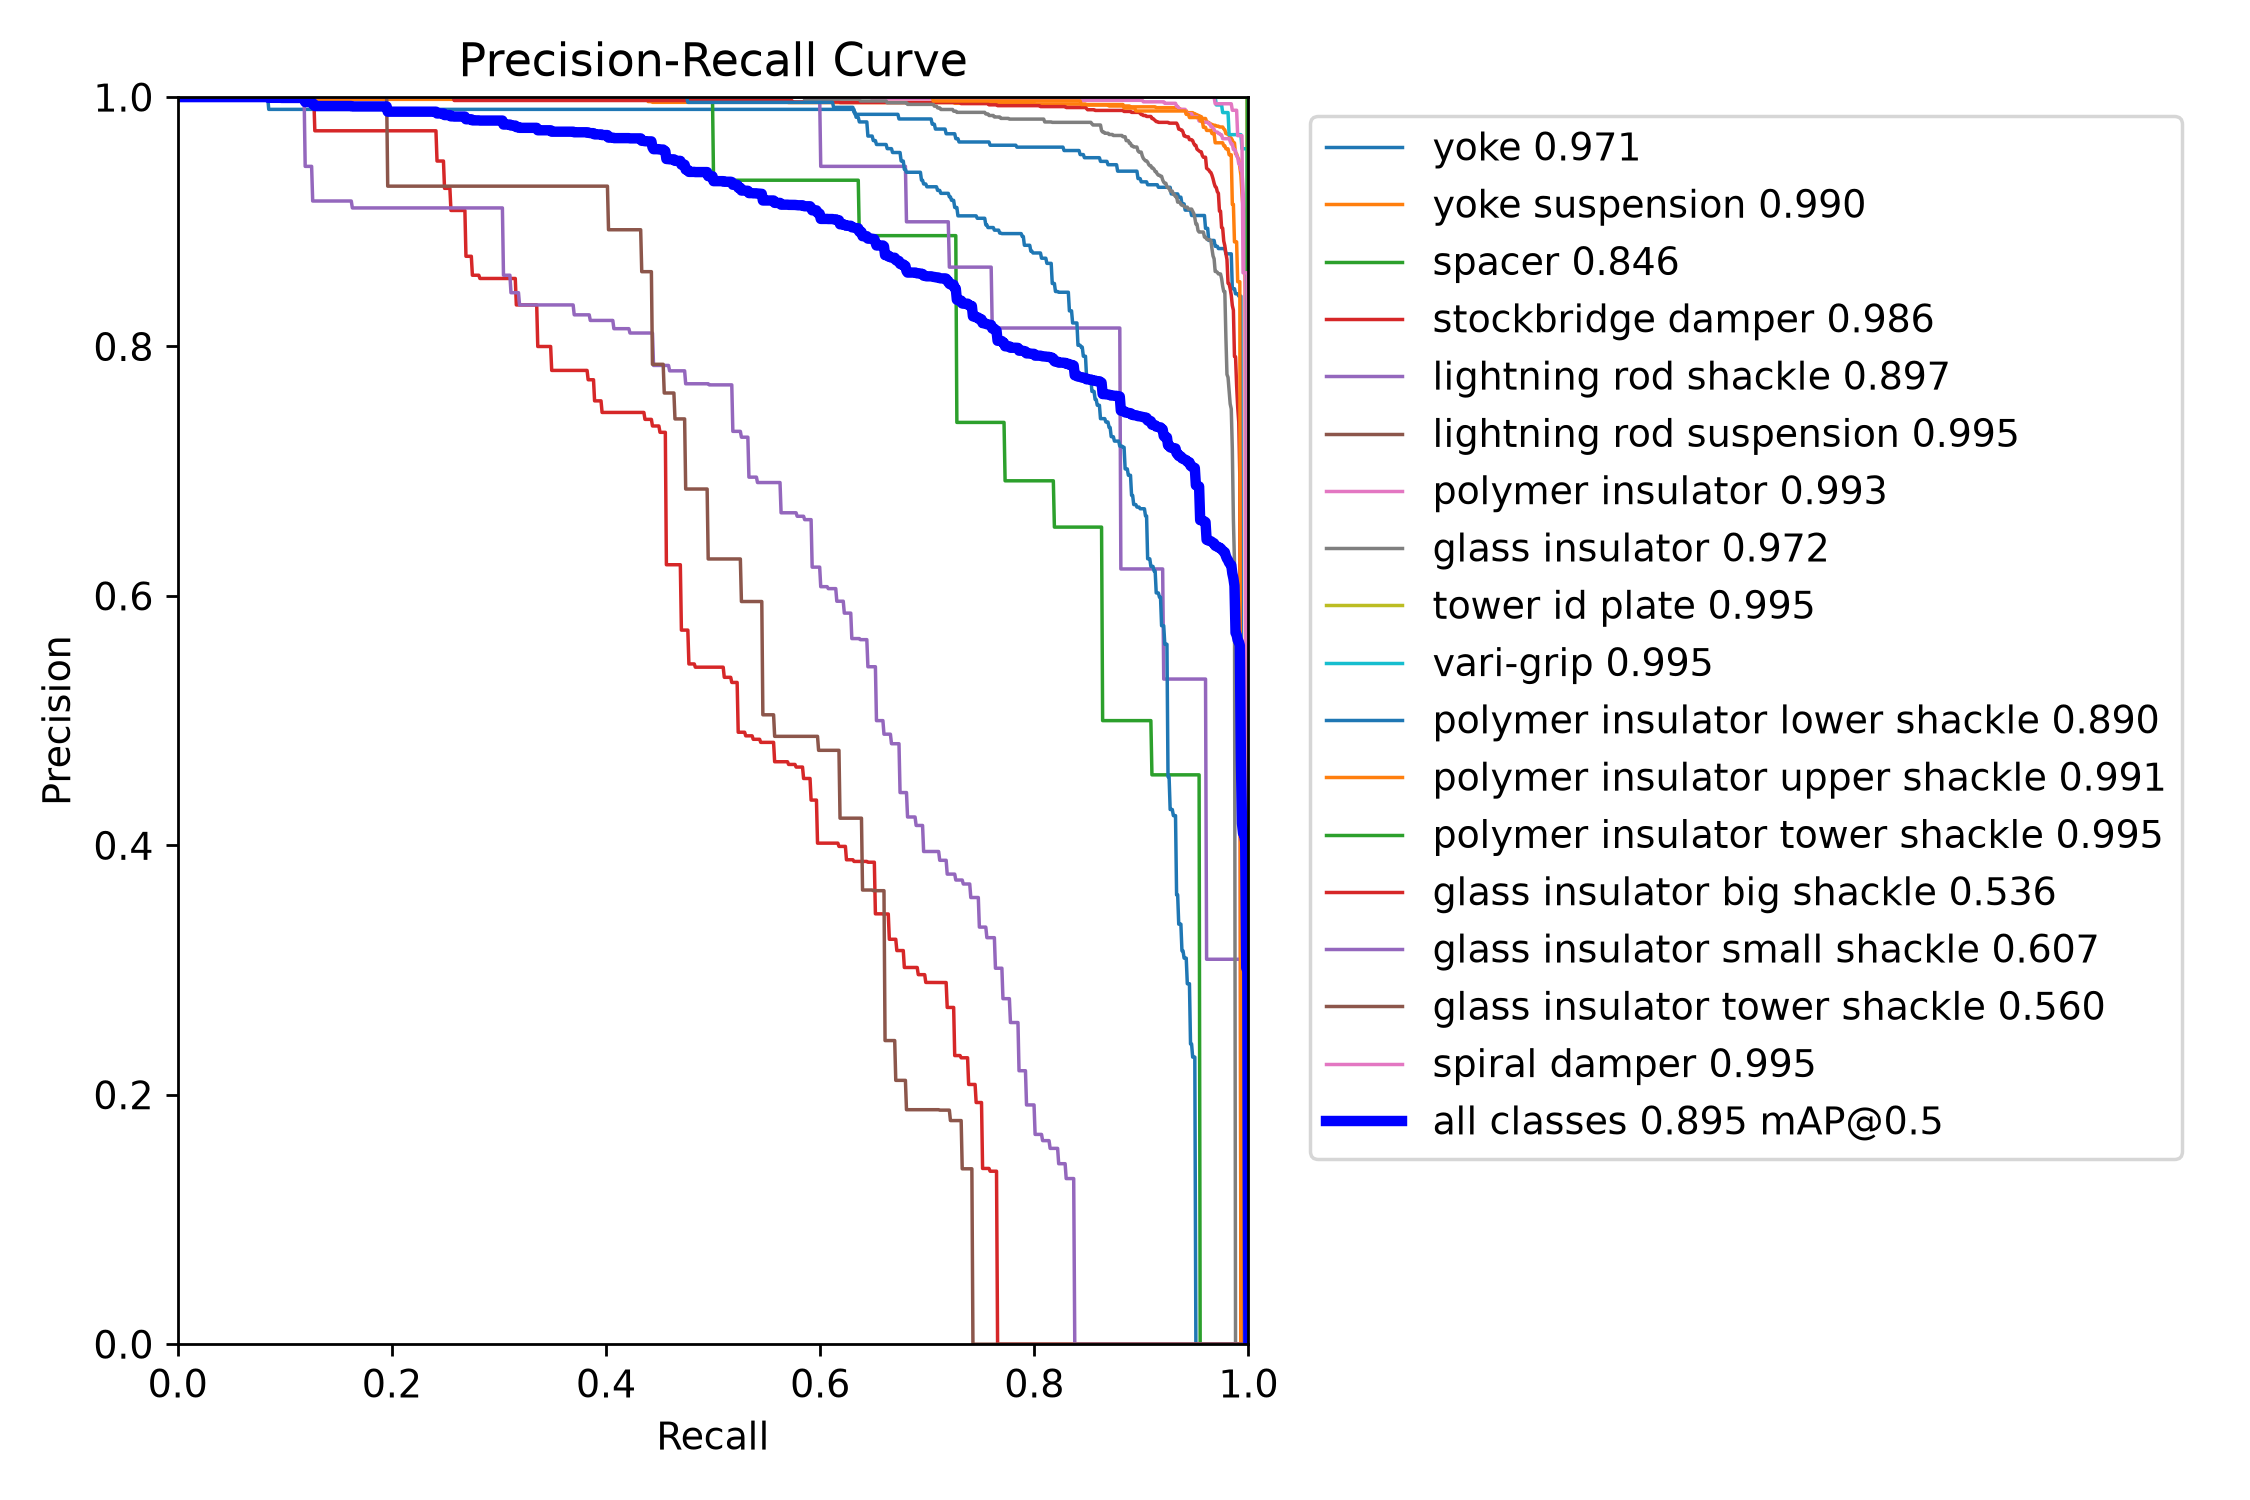 Precision-Recall Curve
1.0
0.8
0.6
0.4
0.2
0.0
Precision
0.0 0.2 0.4 0.6 0.8 1.0
Recall
yoke 0.971
yoke suspension 0.990
spacer 0.846
stockbridge damper 0.986
lightning rod shackle 0.897
lightning rod suspension 0.995
polymer insulator 0.993
glass insulator 0.972
tower id plate 0.995
vari-grip 0.995
polymer insulator lower shackle 0.890
polymer insulator upper shackle 0.991
polymer insulator tower shackle 0.995
glass insulator big shackle 0.536
glass insulator small shackle 0.607
glass insulator tower shackle 0.560
spiral damper 0.995
all classes 0.895 mAP@0.5